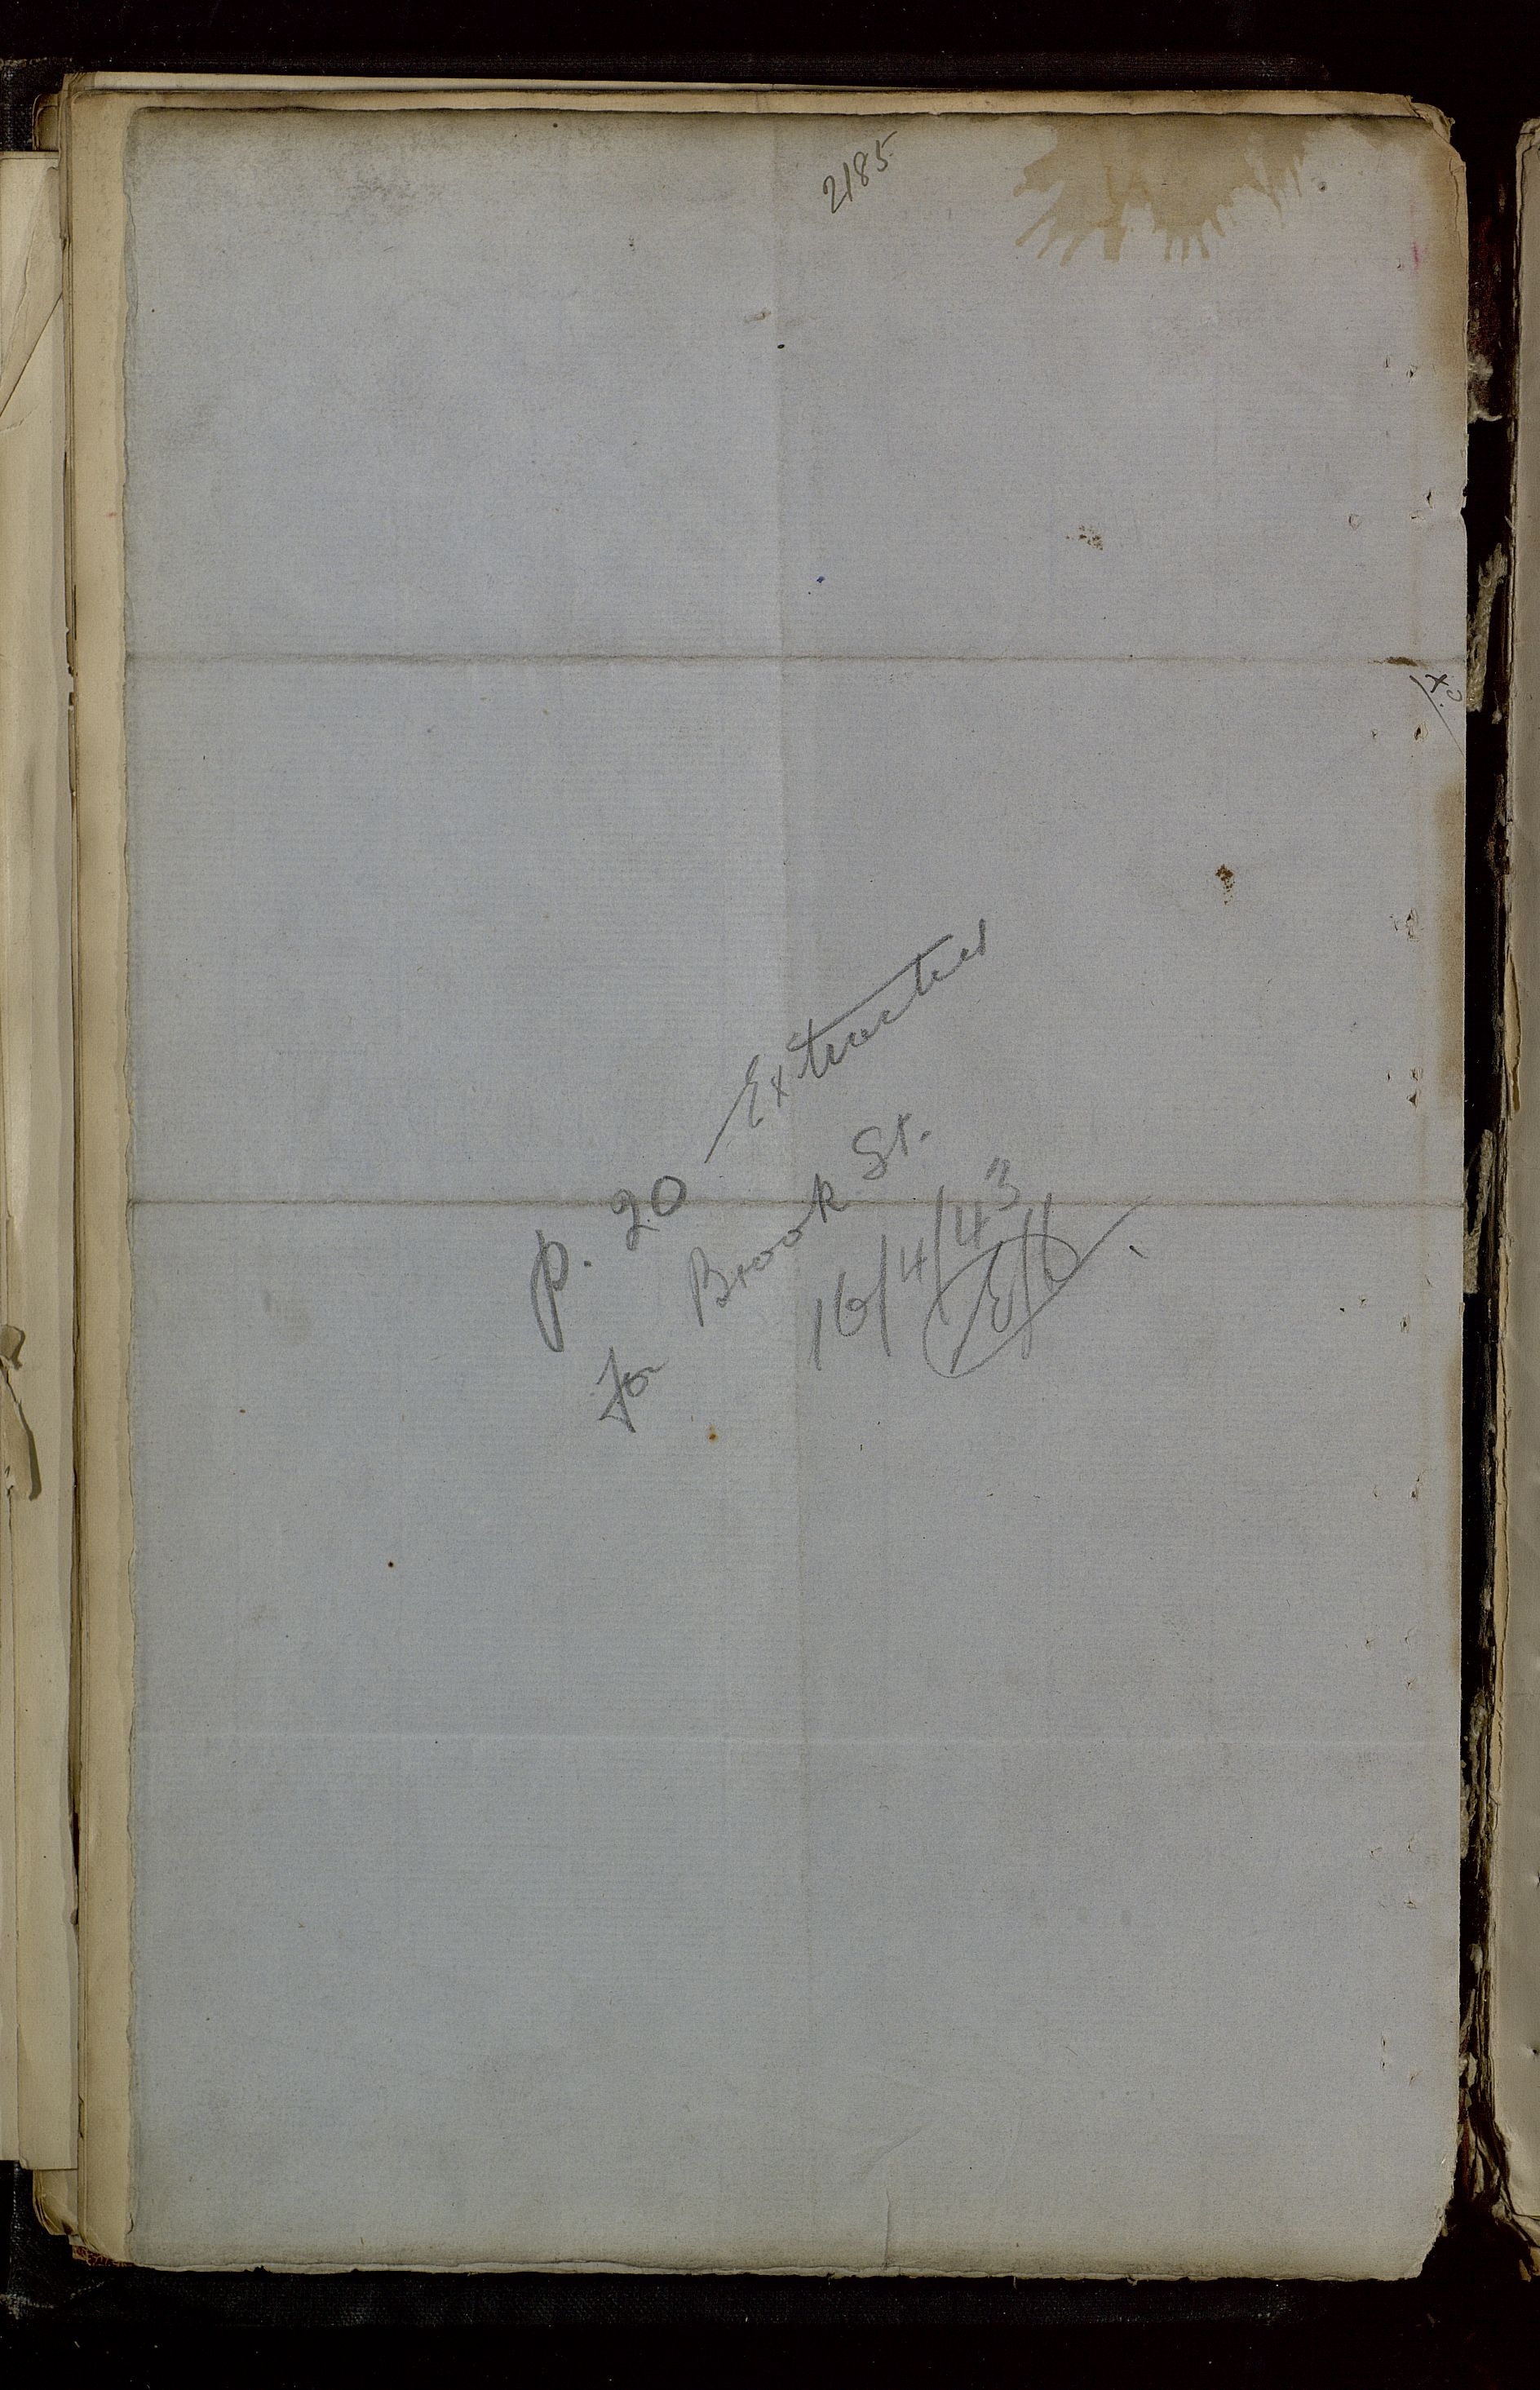 2185
p. 20 Extracted
for Brook St.
16/4/43